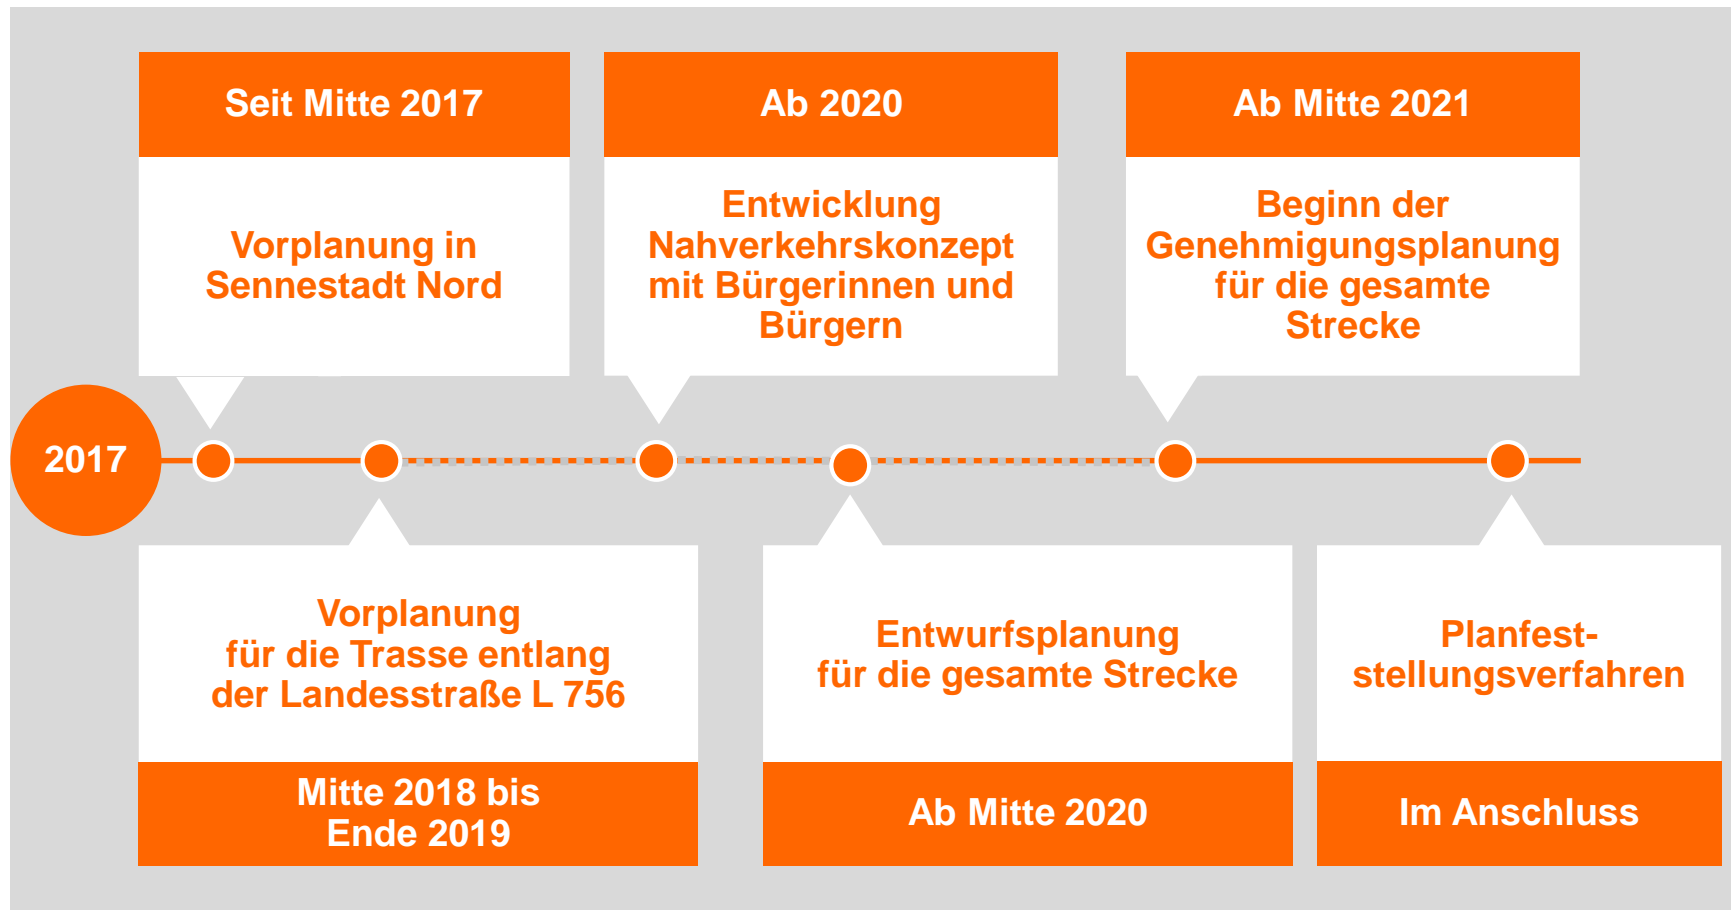 Seit Mitte 2017
Vorplanung in
Sennestadt Nord
Ab 2020
Entwicklung
Nahverkehrskonzept
mit Bürgerinnen und
Bürgern
Ab Mitte 2021
Beginn der
Genehmigungsplanung
für die gesamte
Strecke
2017
Vorplanung
für die Trasse entlang
der Landesstraße L 756
Mitte 2018 bis
Ende 2019
Entwurfsplanung
für die gesamte Strecke
Ab Mitte 2020
Planfest-
stellungsverfahren
Im Anschluss